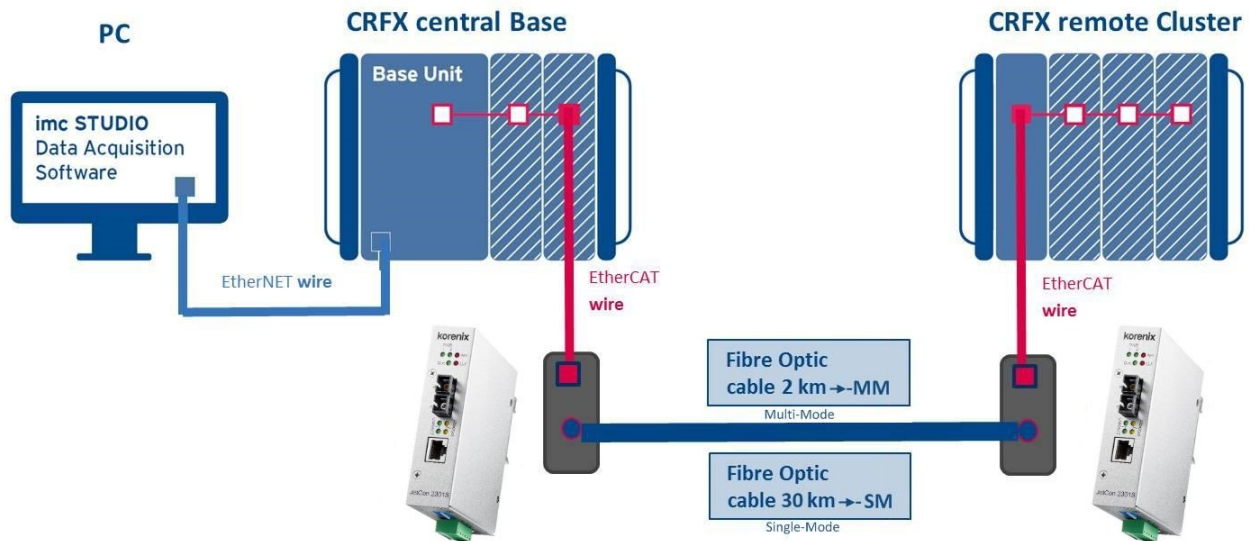 PC
CRFX central Base
CRFX remote Cluster
Base Unit
imc STUDIO
Data Acquisition
Software
EtherNET wire
EtherCAT
wire
EtherCAT
wire
korenix
Fibre Optic
cable 2 km→-MM
Multi-Mode
Fibre Optic
cable 30 km→-SM
Single-Mode
korenix